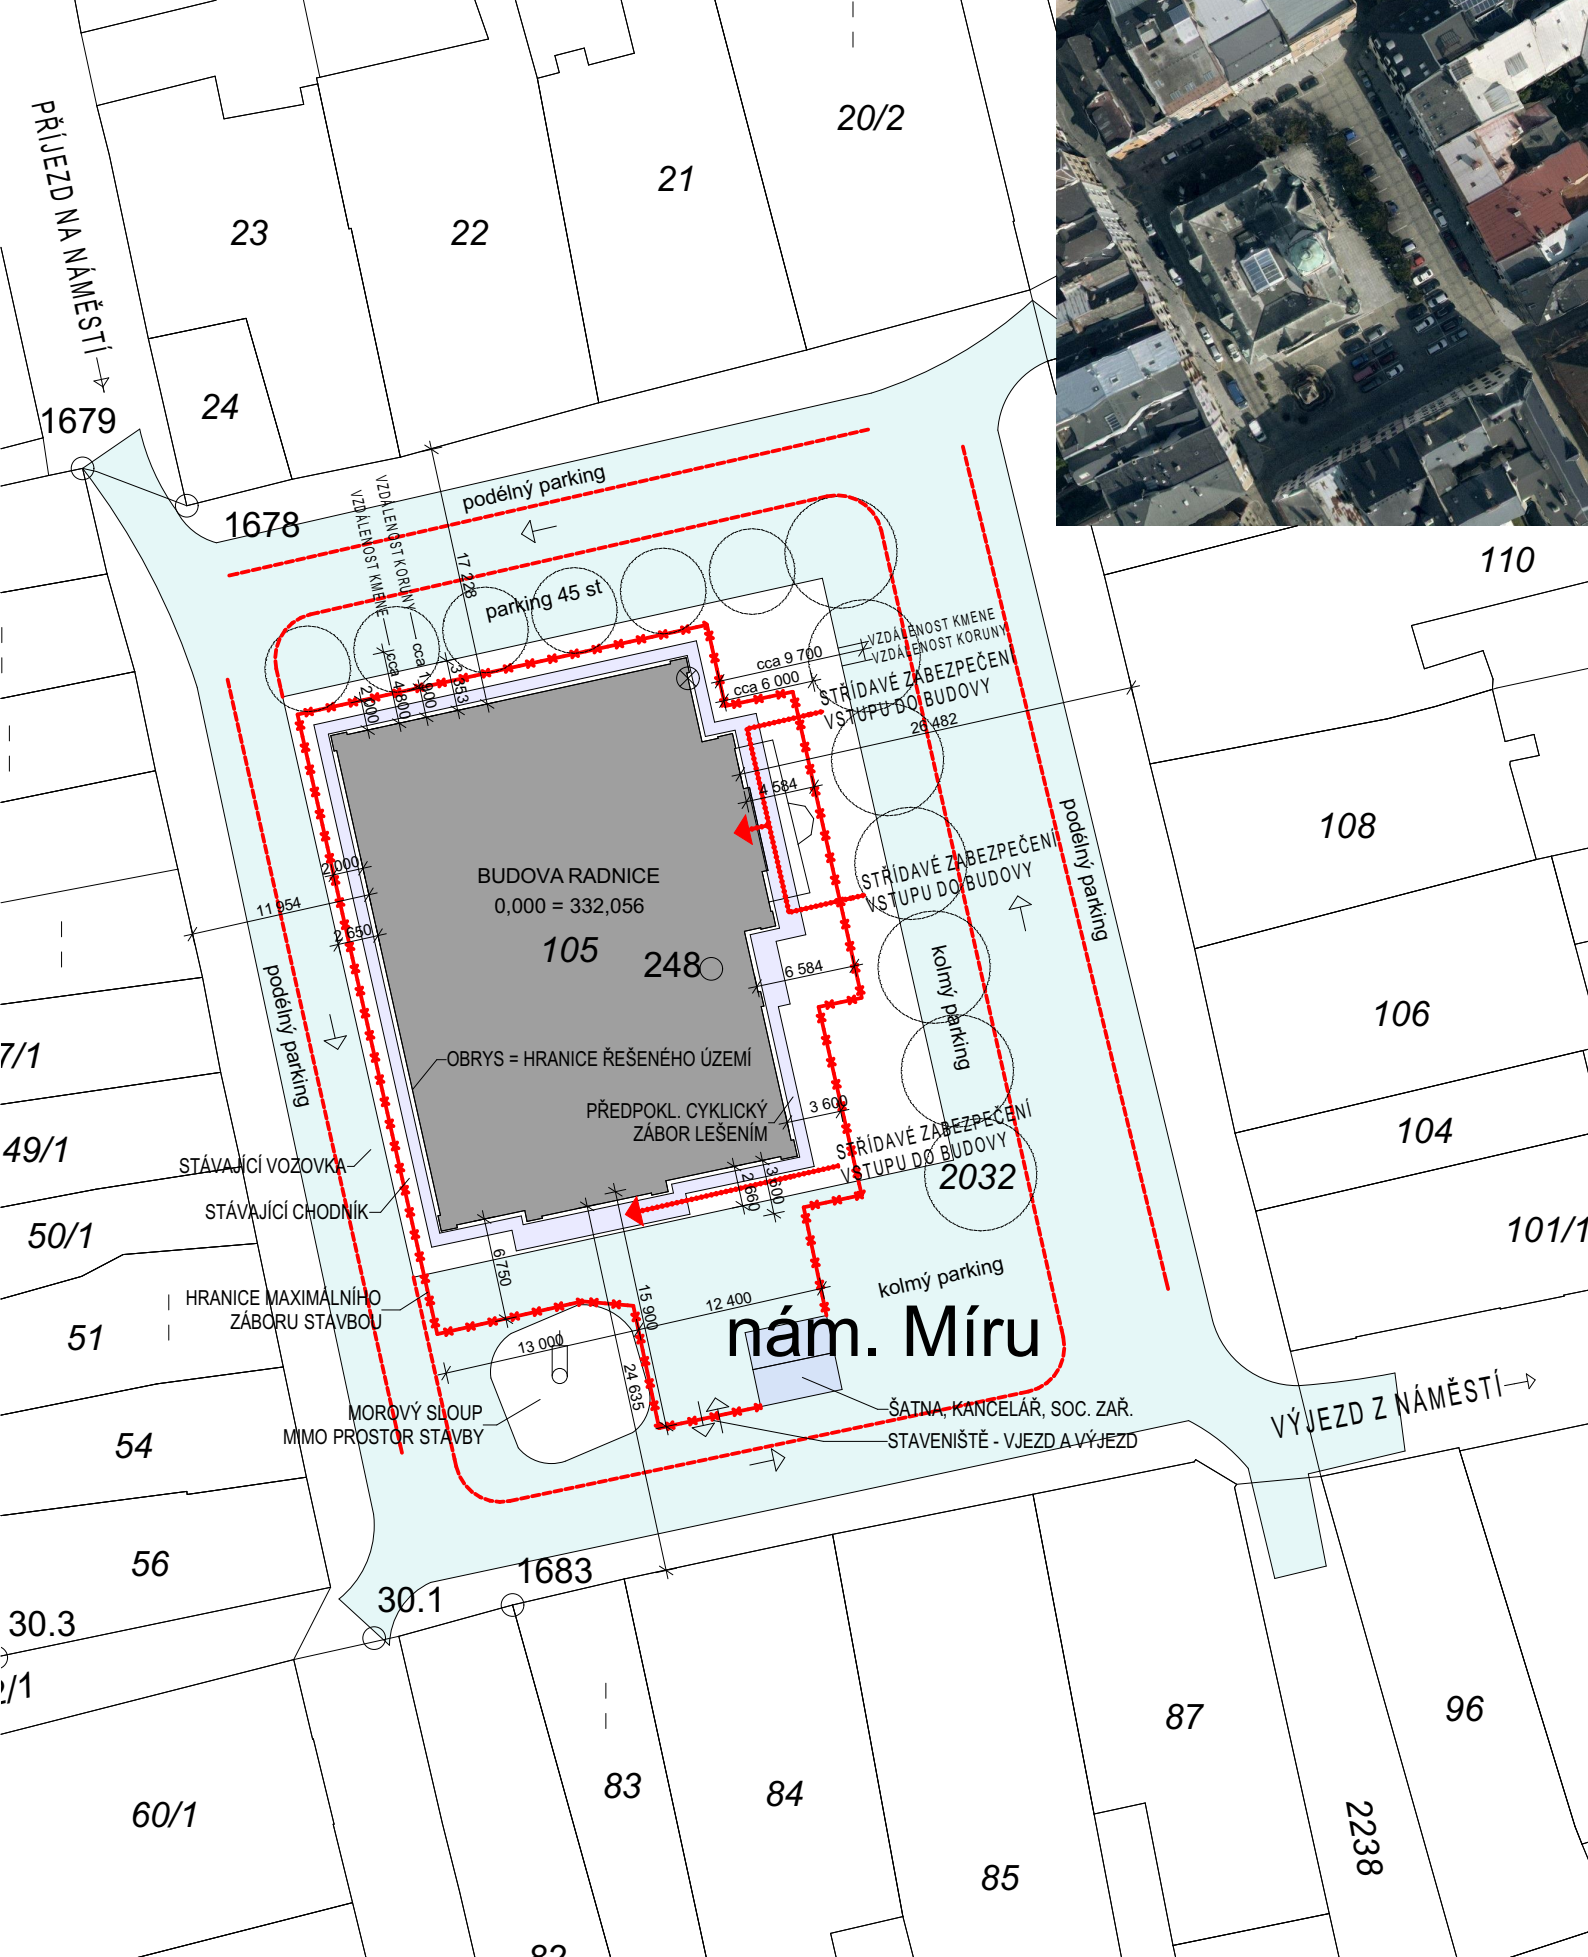 PŘÍJEZD NA NÁMĚSTÍ
20/2
21
23
22
24
1679
1678
podélný parking
VZDÁLENOST KORUNY
VZDÁLENOST KMENE
17 228
parking 45 st
110
VZDÁLENOST KMENE
VZDÁLENOST KORUNY
cca 9 700
cca 6 000
STŘÍDAVÉ ZABEZPEČENÍ
VSTUPU DO BUDOVY
cca 4 800
cca 1 900
3 353
2 000
26 482
4 584
podélný parking
108
BUDOVA RADNICE
0,000 = 332,056
105
248
2 000
11 954
2 650
STŘÍDAVÉ ZABEZPEČENÍ
VSTUPU DO BUDOVY
6 584
kolmý parking
podélný parking
106
7/1
OBRYS = HRANICE ŘEŠENÉHO ÚZEMÍ
PŘEDPOKL. CYKLICKÝ
ZÁBOR LEŠENÍM
3 600
STŘÍDAVÉ ZABEZPEČENÍ
VSTUPU DO BUDOVY
104
49/1
STÁVAJÍCÍ VOZOVKA
2032
3 600
2 660
STÁVAJÍCÍ CHODNÍK
50/1
101/1
6 750
HRANICE MAXIMÁLNÍHO
ZÁBORU STAVBOU
15 900
12 400
kolmý parking
51
13 000
nám. Míru
24 635
MOROVÝ SLOUP
MIMO PROSTOR STAVBY
ŠATNA, KANCELÁŘ, SOC. ZAŘ.
STAVENIŠTĚ - VJEZD A VÝJEZD
VÝJEZD Z NÁMĚSTÍ
54
56
1683
30.1
30.3
/1
87
96
83
84
60/1
85
2238
82